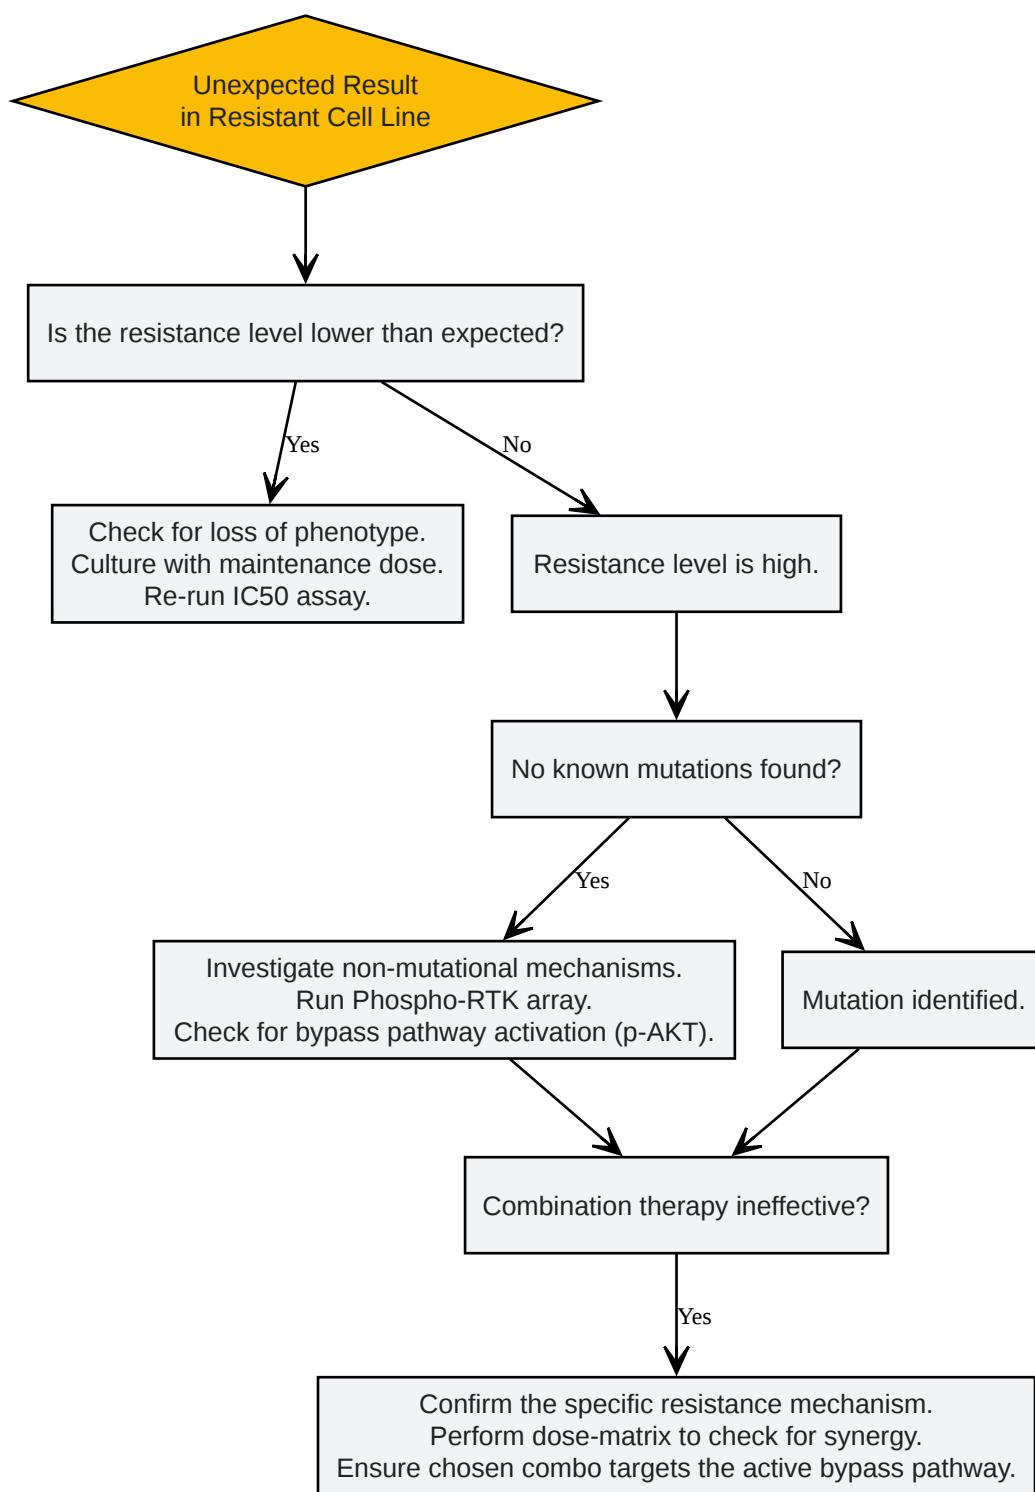 Unexpected Result
in Resistant Cell Line
Is the resistance level lower than expected?
Yes
No
Check for loss of phenotype.
Culture with maintenance dose.
Re-run IC50 assay.
Resistance level is high.
No known mutations found?
Yes
No
Investigate non-mutational mechanisms.
Run Phospho-RTK array.
Check for bypass pathway activation (p-AKT).
Mutation identified.
Combination therapy ineffective?
Yes
Confirm the specific resistance mechanism.
Perform dose-matrix to check for synergy.
Ensure chosen combo targets the active bypass pathway.